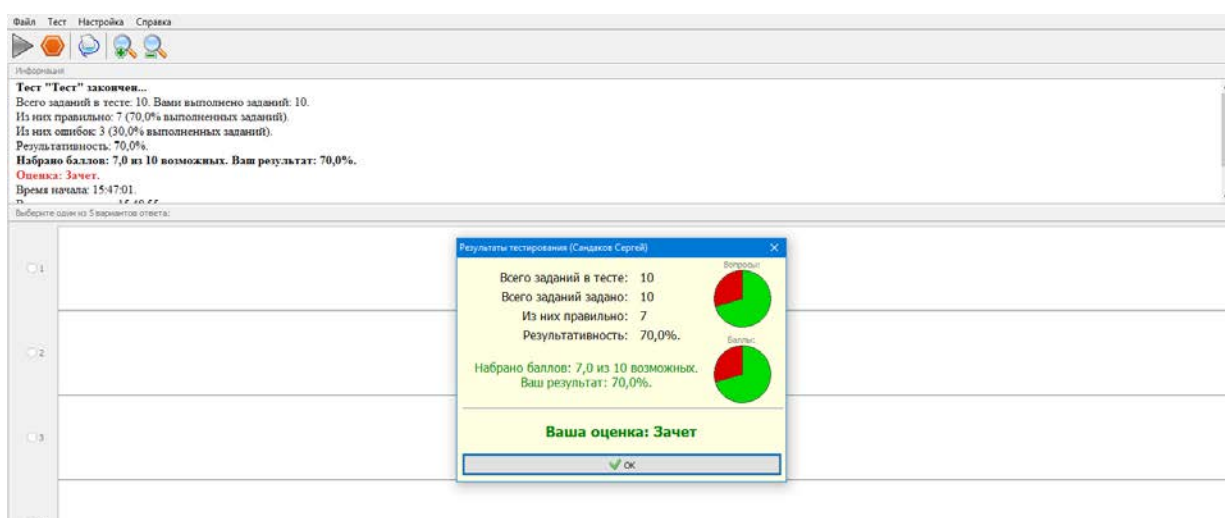 Файл Тест Настройка Справка
Информация
Тест "Тест" закончен...
Всего заданий в тесте: 10. Вами выполнено заданий: 10.
Из них правильно: 7 (70,0% выполненных заданий).
Из них ошибок: 3 (30,0% выполненных заданий).
Результативность: 70,0%.
Набрано баллов: 7,0 из 10 возможных. Ваш результат: 70,0%.
Оценка: Зачет.
Время начала: 15:47:01.
Выберите один из 5 вариантов ответа:
1
2
3
Результаты тестирования (Сандаков Сергей)
Вопросы:
Всего заданий в тесте: 10
Всего заданий задано: 10
Из них правильно: 7
Результативность: 70,0%.
Баллы:
Набрано баллов: 7,0 из 10 возможных.
Ваш результат: 70,0%.
Ваша оценка: Зачет
OK